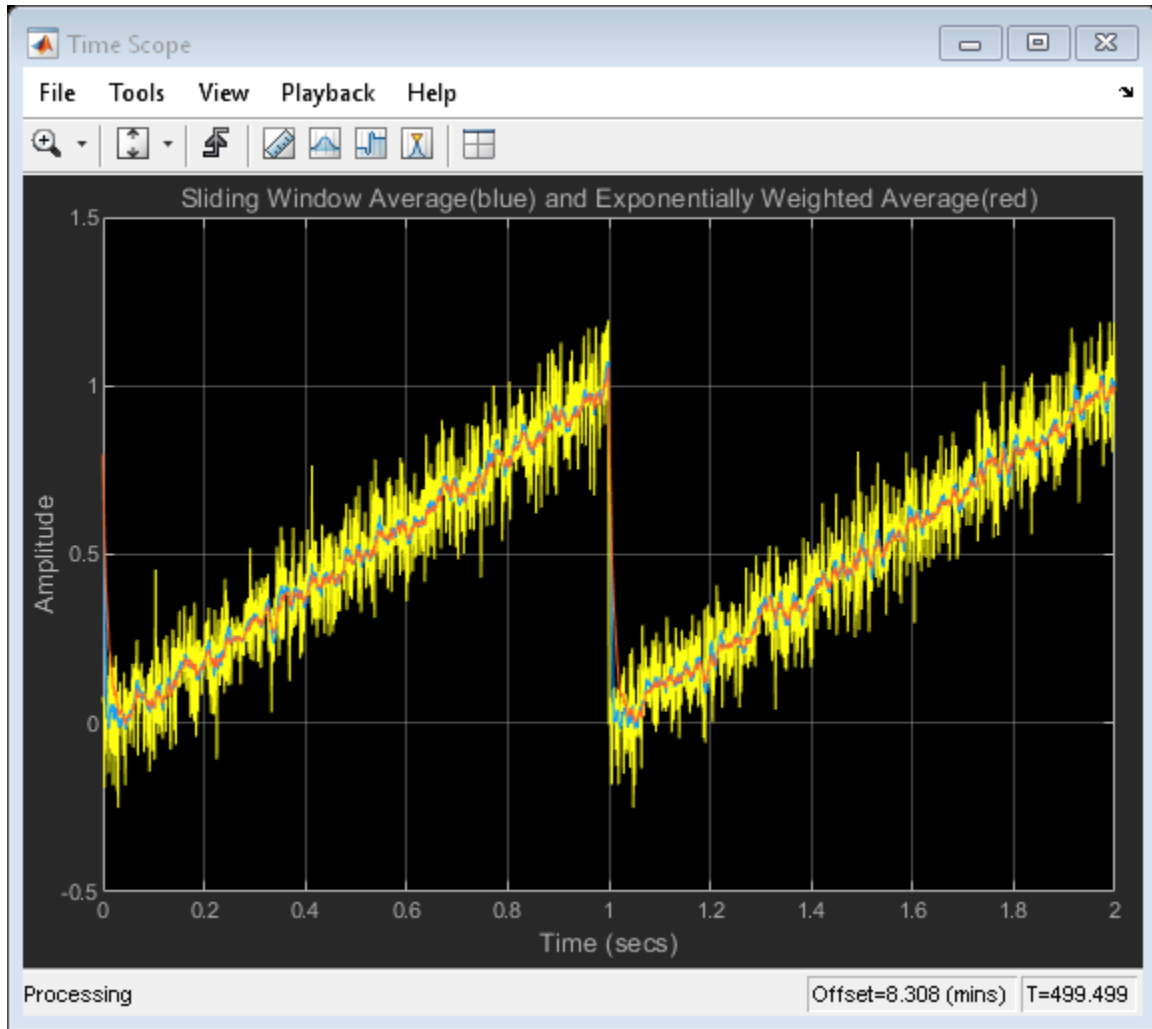 Time Scope
File Tools View Playback Help
Sliding Window Average(blue) and Exponentially Weighted Average(red)
1.5
1
0.5
0
-0.5
Amplitude
0 0.2 0.4 0.6 0.8 1 1.2 1.4 1.6 1.8 2
Time (secs)
Processing Offset=8.308 (mins) T=499.499